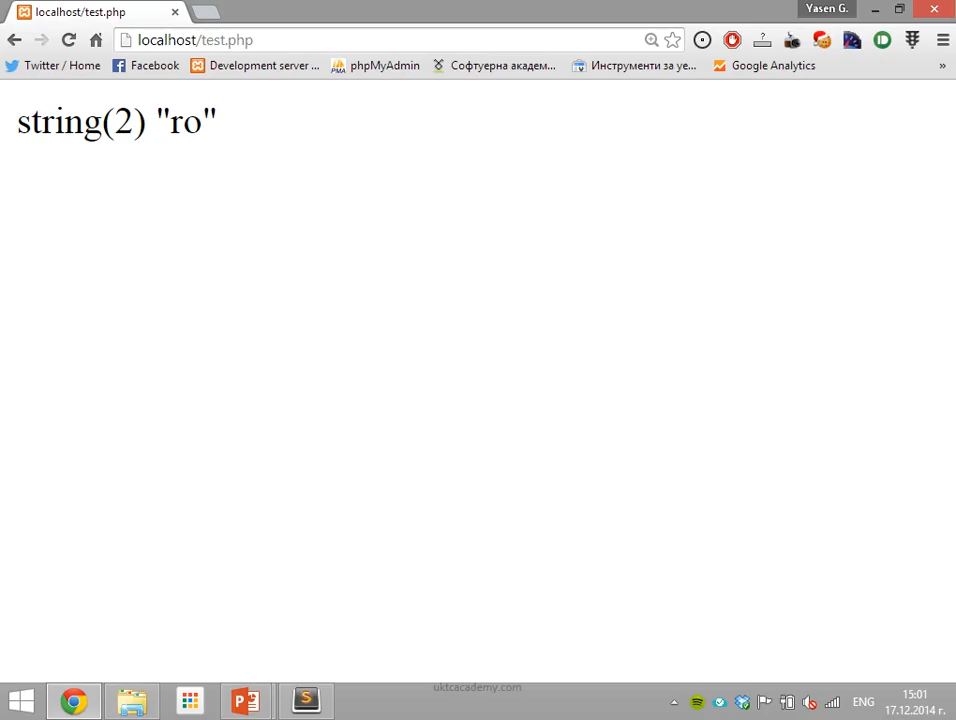 localhost/test.php
Yasen G.
localhost/test.php
Twitter / Home
Facebook
Development server ...
phpMyAdmin
Софтуерна академ...
Инструменти за уе...
Google Analytics
»
string(2) "ro"
uktcacademy.com
ENG
15:01
17.12.2014 г.